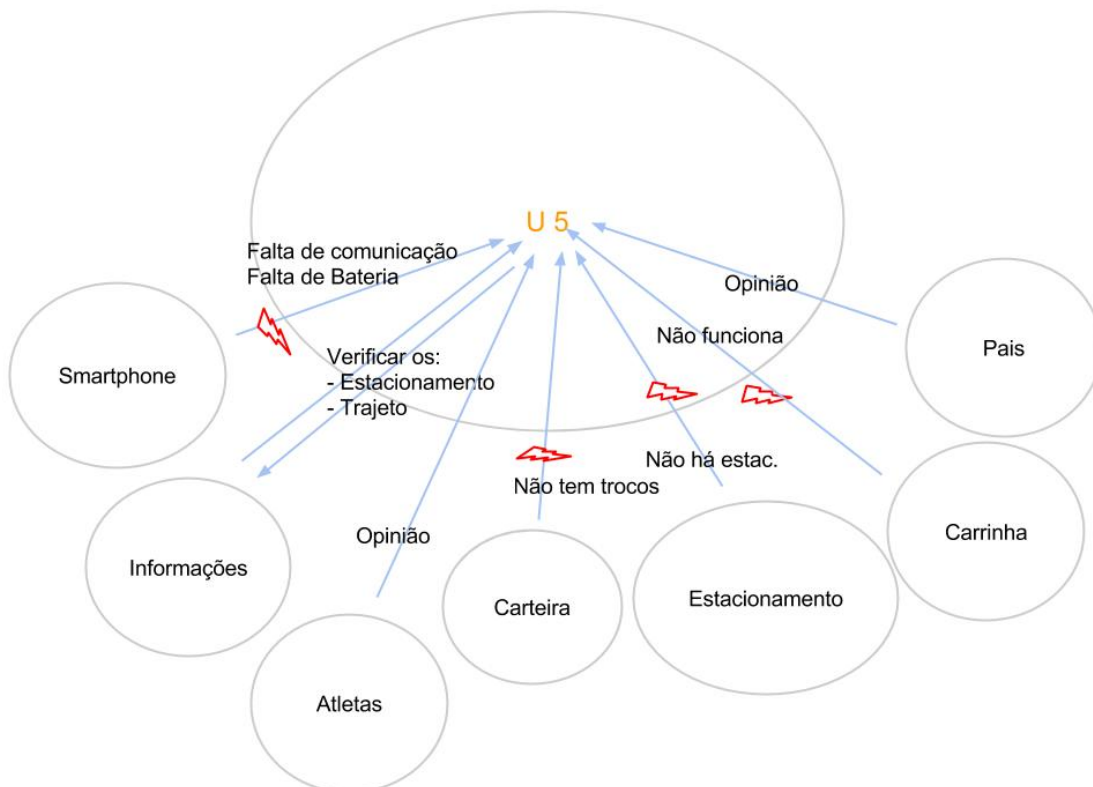 U 5
Falta de comunicação
Falta de Bateria
Opinião
Não funciona
Pais
Smartphone
Verificar os:
- Estacionamento
- Trajeto
Não há estac.
Não tem trocos
Opinião
Carrinha
Informações
Carteira
Estacionamento
Atletas